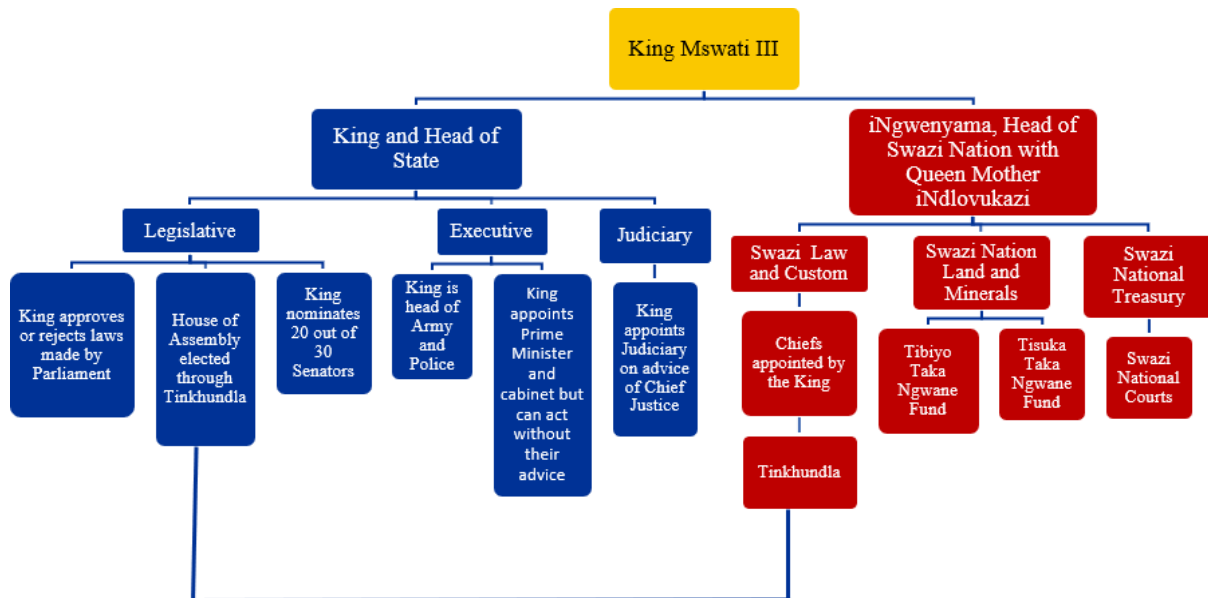 King Mswati III
King and Head of
State
iNgwenyama, Head of
Swazi Nation with
Queen Mother
iNdlovukazi
Legislative
Executive
Judiciary
Swazi Law
and Custom
Swazi Nation
Land and
Minerals
Swazi
National
Treasury
King approves
or rejects laws
made by
Parliament
House of
Assembly
elected
through
Tinkhundla
King
nominates
20 out of
30
Senators
King is
head of
Army
and
Police
King
appoints
Prime
Minister
and
cabinet but
can act
without
their
advice
King
appoints
Judiciary
on advice
of Chief
Justice
Chiefs
appointed by
the King
Tibiyo
Taka
Ngwane
Fund
Tisuka
Taka
Ngwane
Fund
Swazi
National
Courts
Tinkhundla